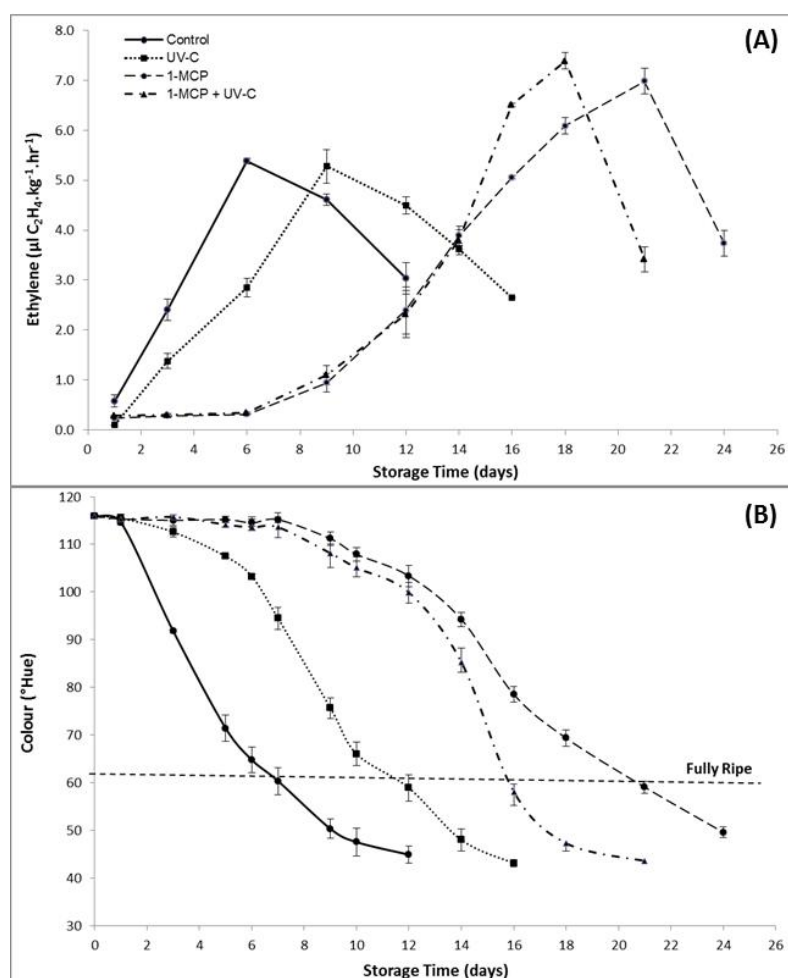 (A)
Control
UV-C
1-MCP
1-MCP + UV-C
Ethylene (µl C₂H₄.kg⁻¹.hr⁻¹)
8.0
7.0
6.0
5.0
4.0
3.0
2.0
1.0
0.0
0 2 4 6 8 10 12 14 16 18 20 22 24 26
Storage Time (days)
(B)
Colour (°Hue)
120
110
100
90
80
70
60
50
40
30
Fully Ripe
0 2 4 6 8 10 12 14 16 18 20 22 24 26
Storage Time (days)